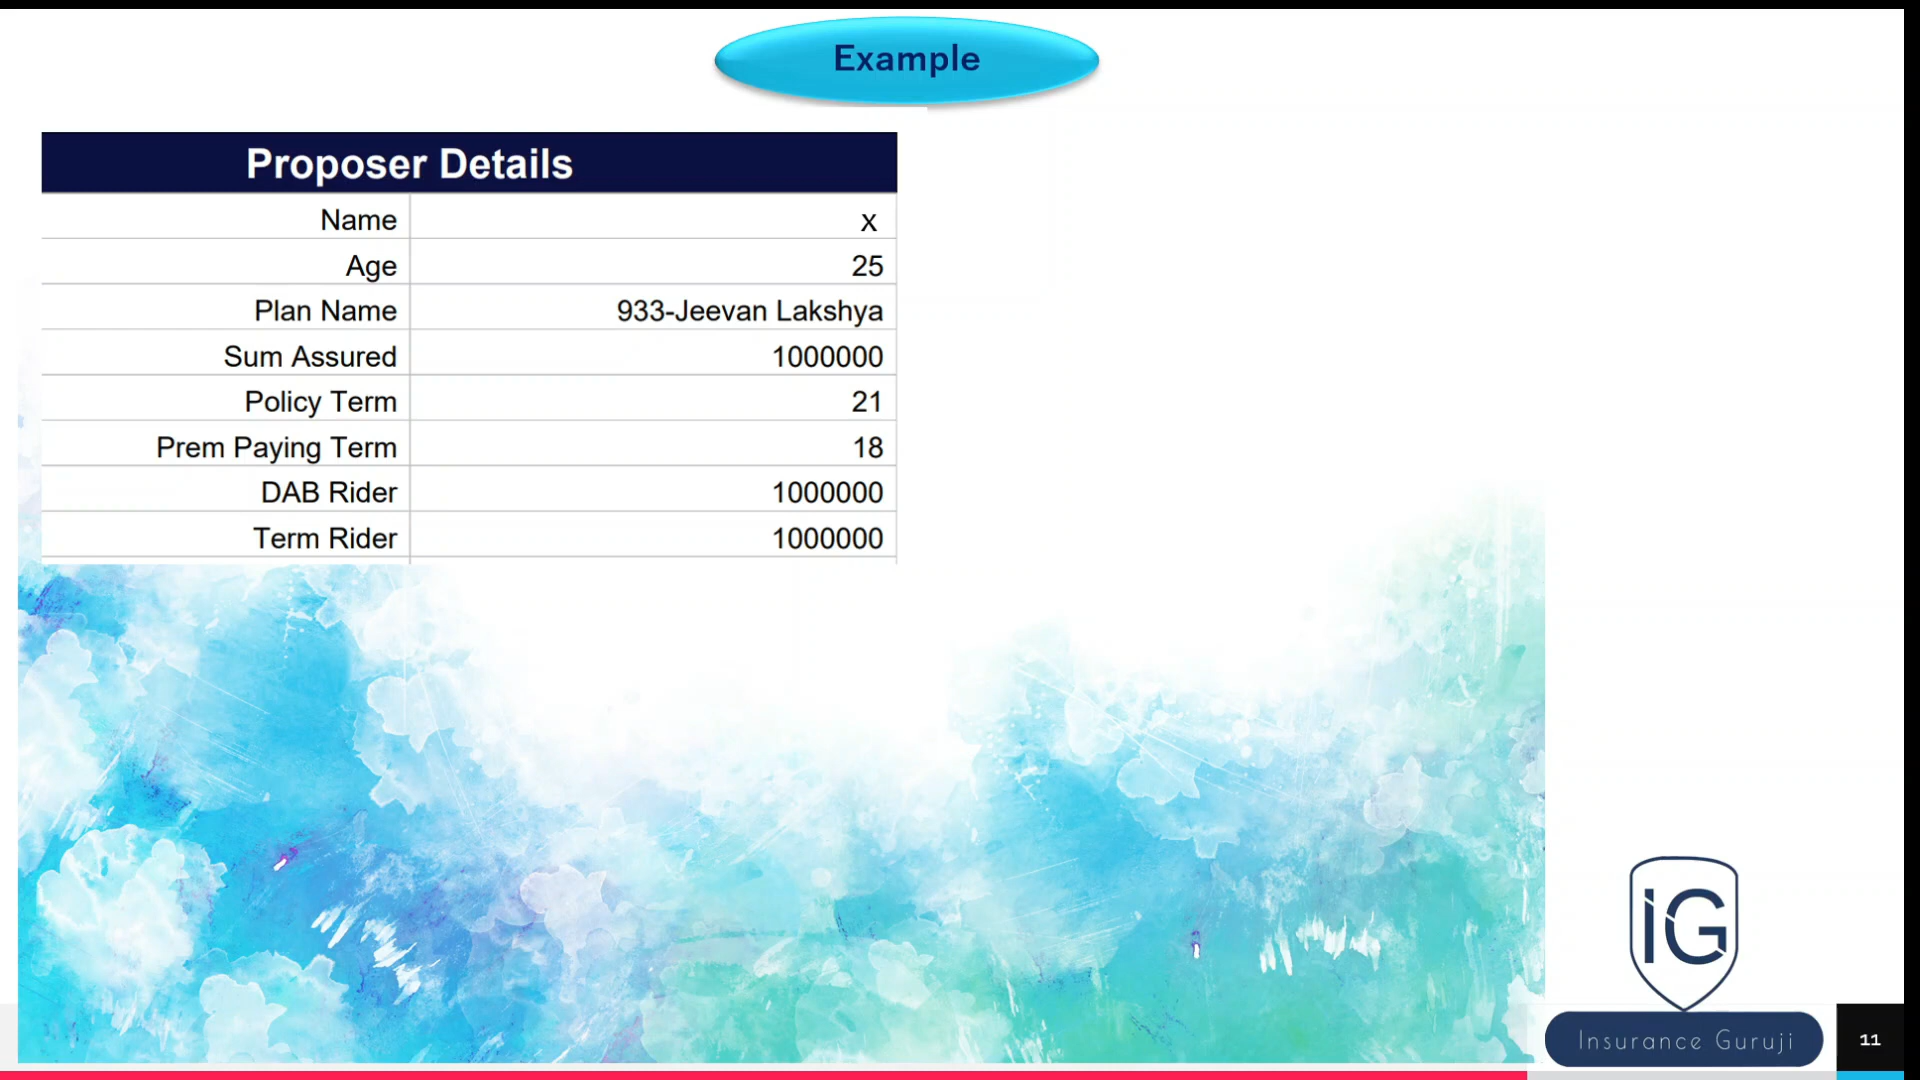 Example
Proposer Details
Name x
Age 25
Plan Name 933-Jeevan Lakshya
Sum Assured 1000000
Policy Term 21
Prem Paying Term 18
DAB Rider 1000000
Term Rider 1000000
IG
Insurance Guruji
11